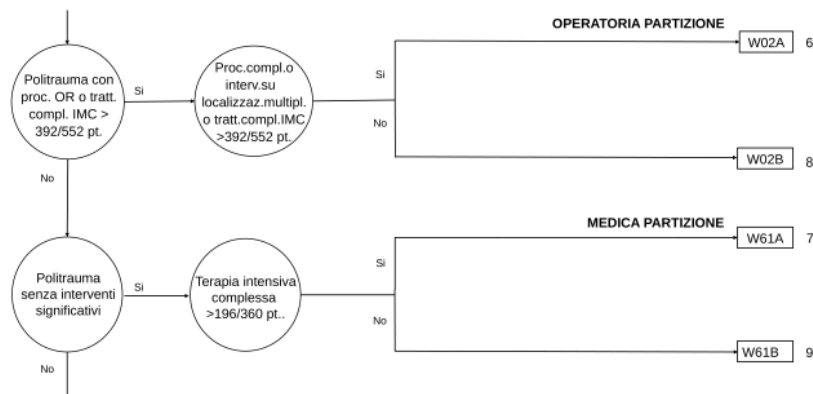 OPERATORIA PARTIZIONE
W02A 6
Politrauma con
proc. OR o tratt.
compl. IMC >
392/552 pt.
Si
Proc.compl.o
interv.su
localizzaz.multipl.
o tratt.compl.IMC
>392/552 pt.
Si
No
W02B 8
No
MEDICA PARTIZIONE
W61A 7
Politrauma
senza interventi
significativi
Si
Terapia intensiva
complessa
>196/360 pt..
Si
No
W61B 9
No